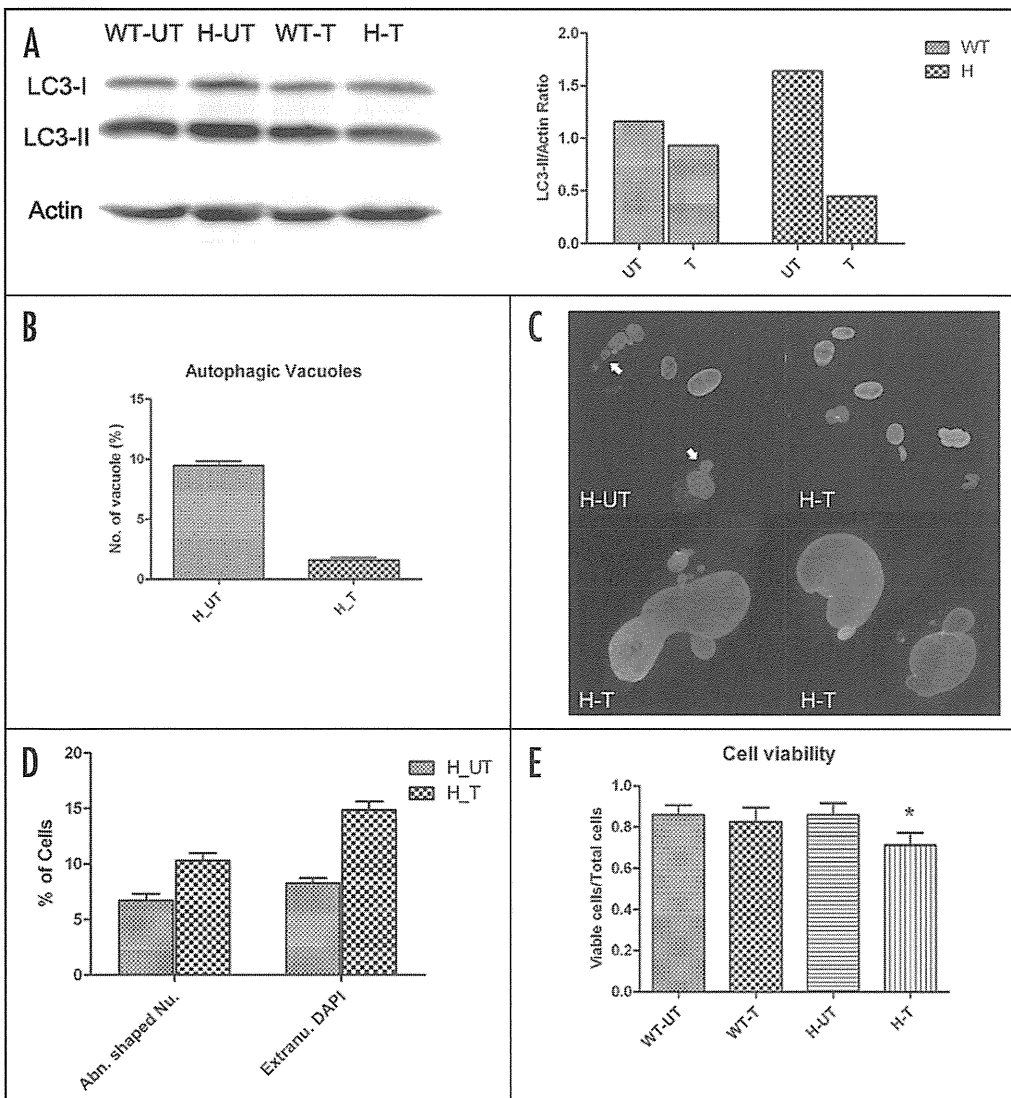 A
WT-UT H-UT WT-T H-T
LC3-I
LC3-II
Actin
LC3-II/Actin Ratio
2.0
1.5
1.0
0.5
0.0
UT
T
UT
T
WT
H
B
Autophagic Vacuoles
No. of vacuole (%)
15
10
5
0
H_UT
H_T
C
H-UT
H-T
H-T
H-T
D
% of Cells
20
15
10
5
0
Abn. shaped Nu.
Extranu. DAPI
H_UT
H_T
E
Cell viability
Viable cells/Total cells
1.0
0.8
0.6
0.4
0.2
0.0
*
WT-UT
WT-T
H-UT
H-T